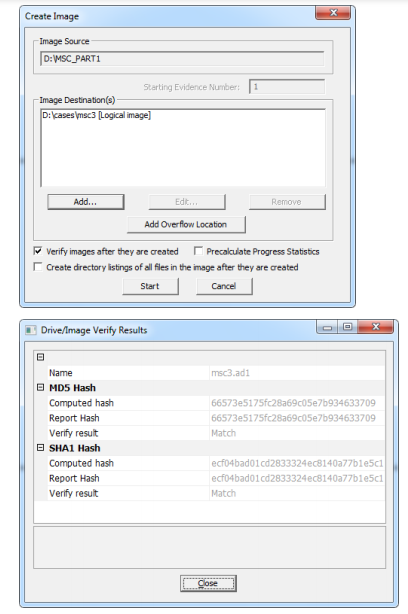 Create Image
Image Source
D:\MSC_PART1
Starting Evidence Number: 1
Image Destination(s)
D:\cases\msc3 [Logical image]
Add... Edit... Remove
Add Overflow Location
Verify images after they are created Precalculate Progress Statistics
Create directory listings of all files in the image after they are created
Start Cancel
Drive/Image Verify Results
Name msc3.ad1
MD5 Hash
Computed hash 66573e5175fc28a69c05e7b934633709
Report Hash 66573e5175fc28a69c05e7b934633709
Verify result Match
SHA1 Hash
Computed hash ecf04bad01cd2833324ec8140a77b1e5c1
Report Hash ecf04bad01cd2833324ec8140a77b1e5c1
Verify result Match
Close